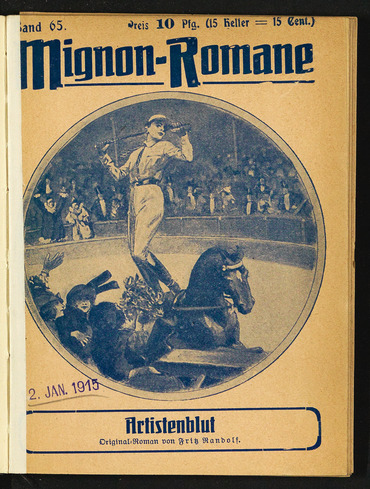 Band 65. Preis 10 Pfg. (15 Heller = 15 Cent.)
Mignon-Romane
2. JAN. 1915
Artistenblut
Original-Roman von Fritz Randolf.